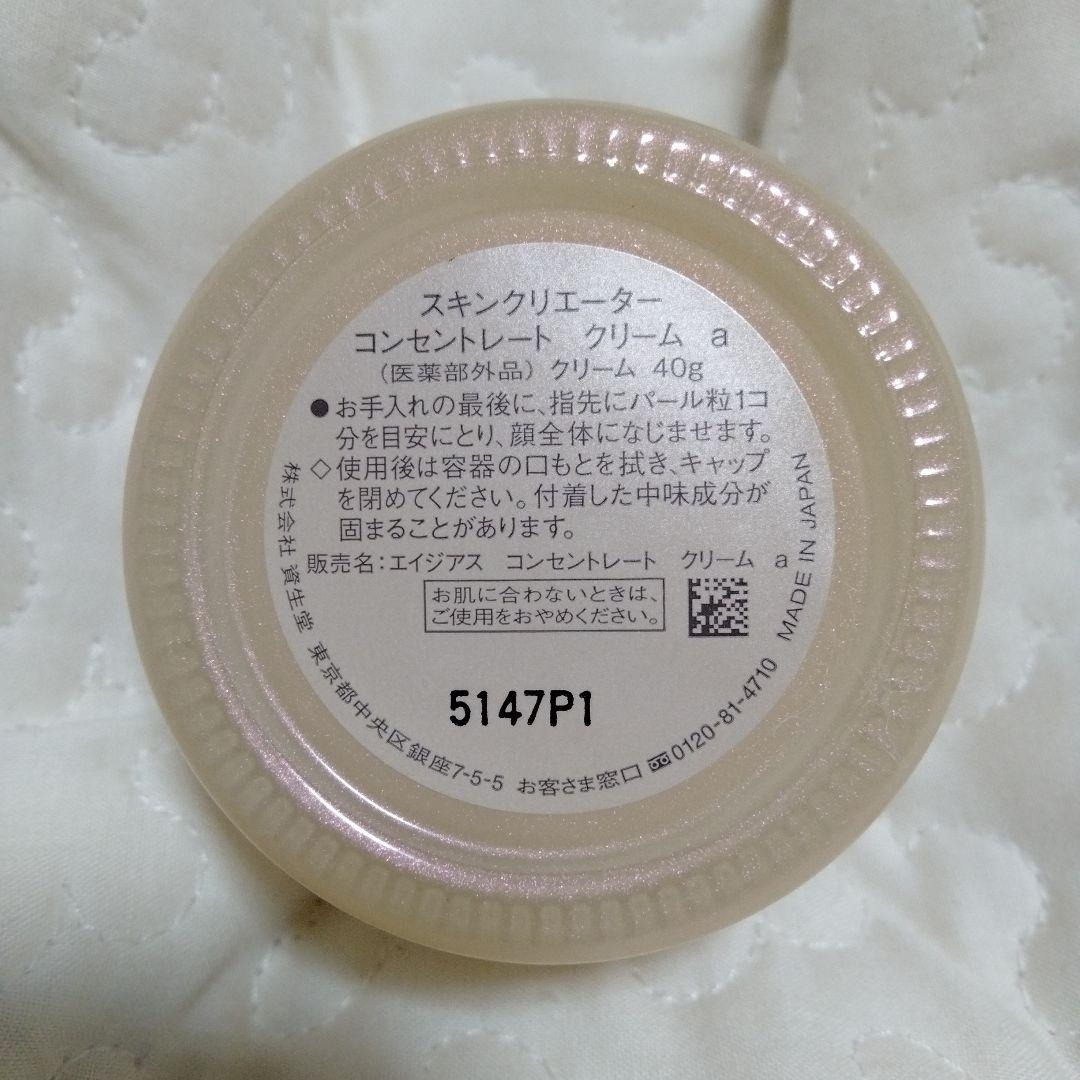 スキンクリエーター
コンセントレート　クリーム　a
（医薬部外品）クリーム 40g
●お手入れの最後に、指先にパール粒1コ
分を目安にとり、顔全体になじませます。
◇使用後は容器の口もとを拭き、キャップ
を閉めてください。付着した中味成分が
固まることがあります。
販売名：エイジアス　コンセントレート　クリーム　a
お肌に合わないときは、
ご使用をおやめください。
5147P1
株式会社 資生堂 東京都中央区銀座7-5-5 お客さま窓口 0120-81-4710 MADE IN JAPAN